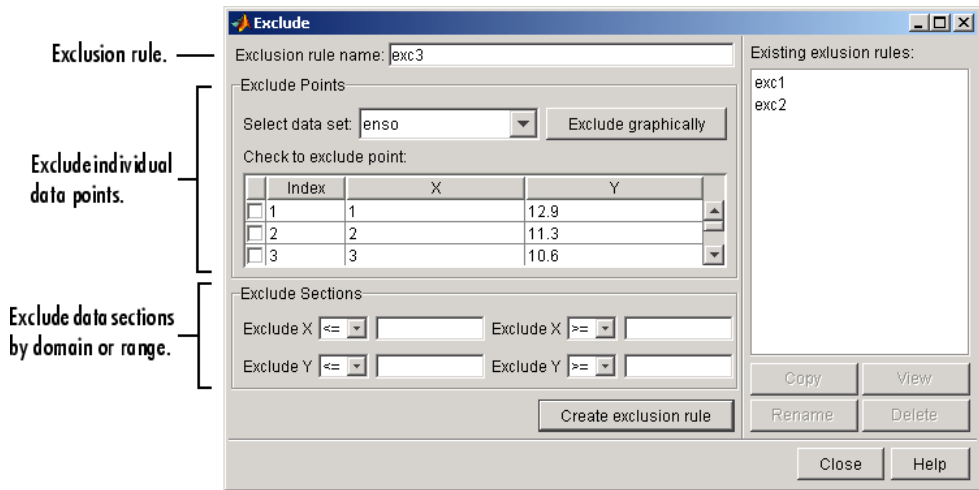 Exclude
Exclusion rule.
Exclusion rule name: exc3
Exclude Points
Exclude individual
data points.
Select data set: enso
Exclude graphically
Check to exclude point:
Index X Y
1 1 12.9
2 2 11.3
3 3 10.6
Exclude data sections
by domain or range.
Exclude Sections
Exclude X <= Exclude X >=
Exclude Y <= Exclude Y >=
Create exclusion rule
Existing exlusion rules:
exc1
exc2
Copy View
Rename Delete
Close Help